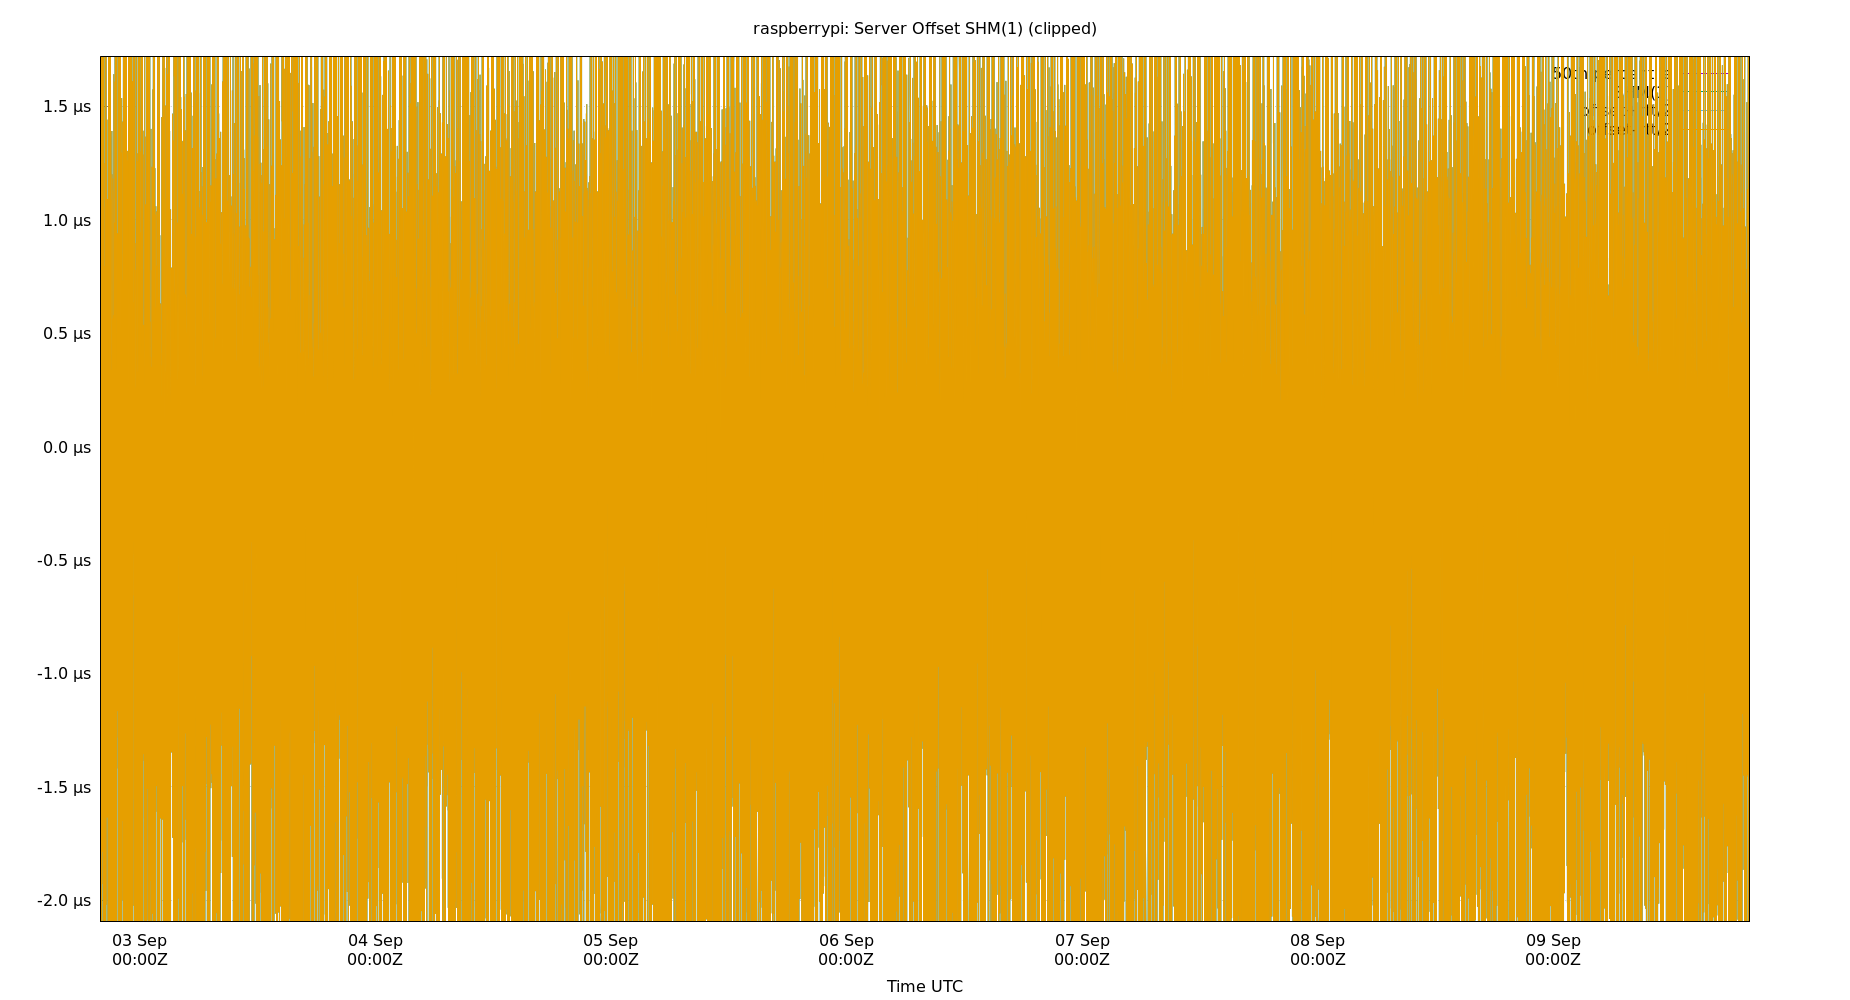 raspberrypi: Server Offset SHM(1) (clipped)
1.5 µs
1.0 µs
0.5 µs
0.0 µs
-0.5 µs
-1.0 µs
-1.5 µs
-2.0 µs
03 Sep 04 Sep 05 Sep 06 Sep 07 Sep 08 Sep 09 Sep
00:00Z 00:00Z 00:00Z 00:00Z 00:00Z 00:00Z 00:00Z
Time UTC